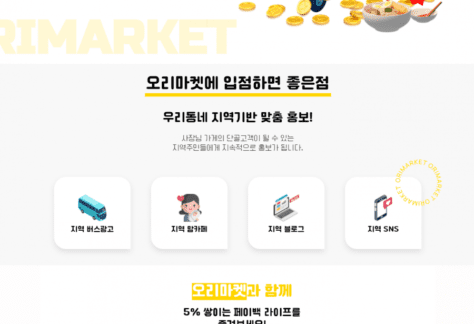 RIMARKET
오리마켓에 입점하면 좋은점
우리동네 지역기반 맞춤 홍보!
사장님 가게의 단골고객이 될 수 있는
지역주민들에게 지속적으로 홍보가 됩니다.
ORIMARKET ORIMARKET ORIMARKET
지역 버스광고
지역 맘카페
지역 블로그
지역 SNS
오리마켓과 함께
5% 쌓이는 페이백 라이프를